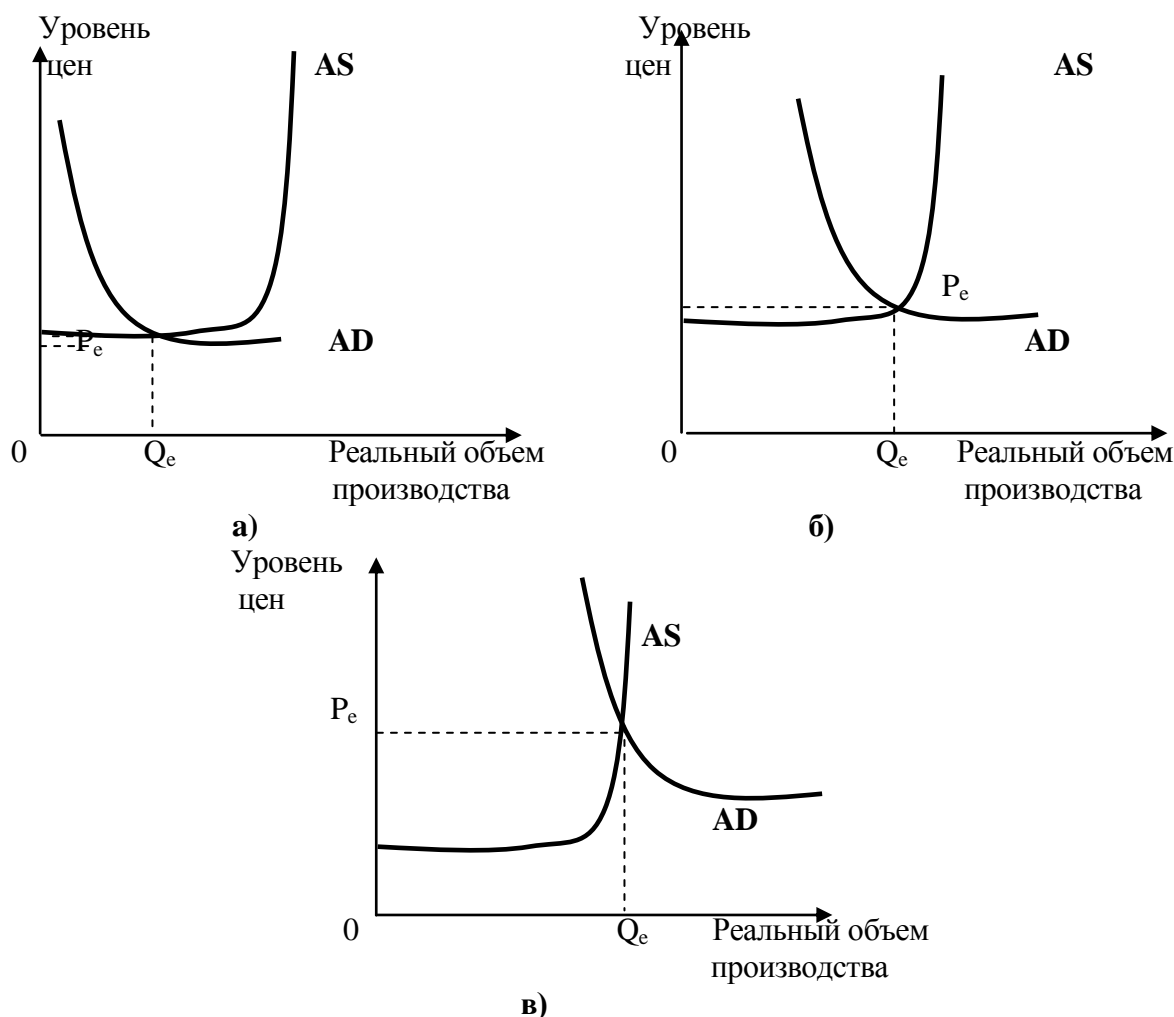 Уровень
цен
AS
Pₑ
AD
0
Qₑ
Реальный объем
производства
а)
Уровень
цен
AS
Pₑ
AD
0
Qₑ
Реальный объем
производства
б)
Уровень
цен
AS
Pₑ
AD
0
Qₑ
Реальный объем
производства
в)